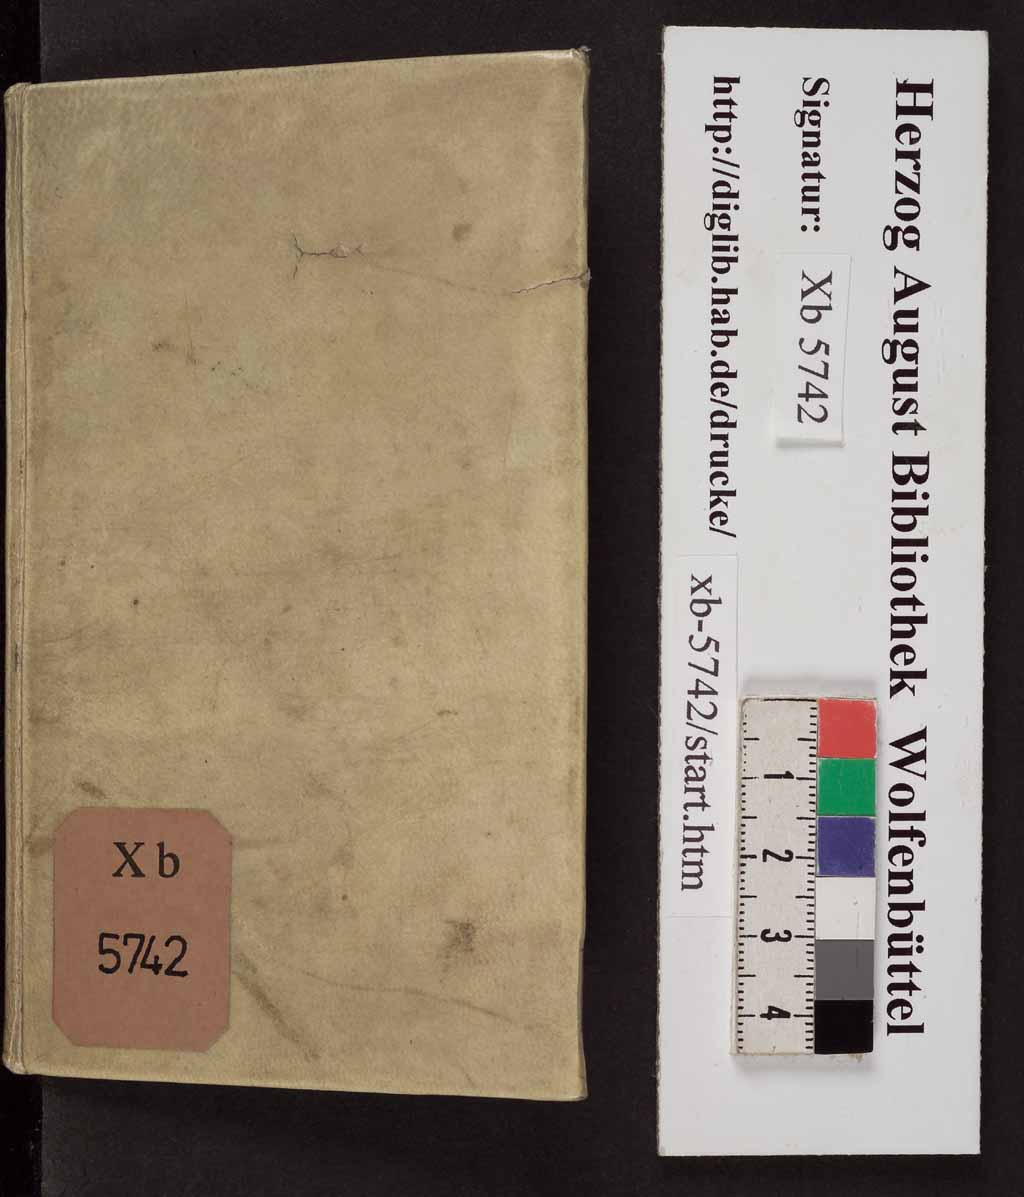 Xb
5742
Herzog August Bibliothek Wolfenbüttel
Signatur: Xb 5742
http://diglib.hab.de/drucke/ xb-5742/start.htm
1
2
3
4